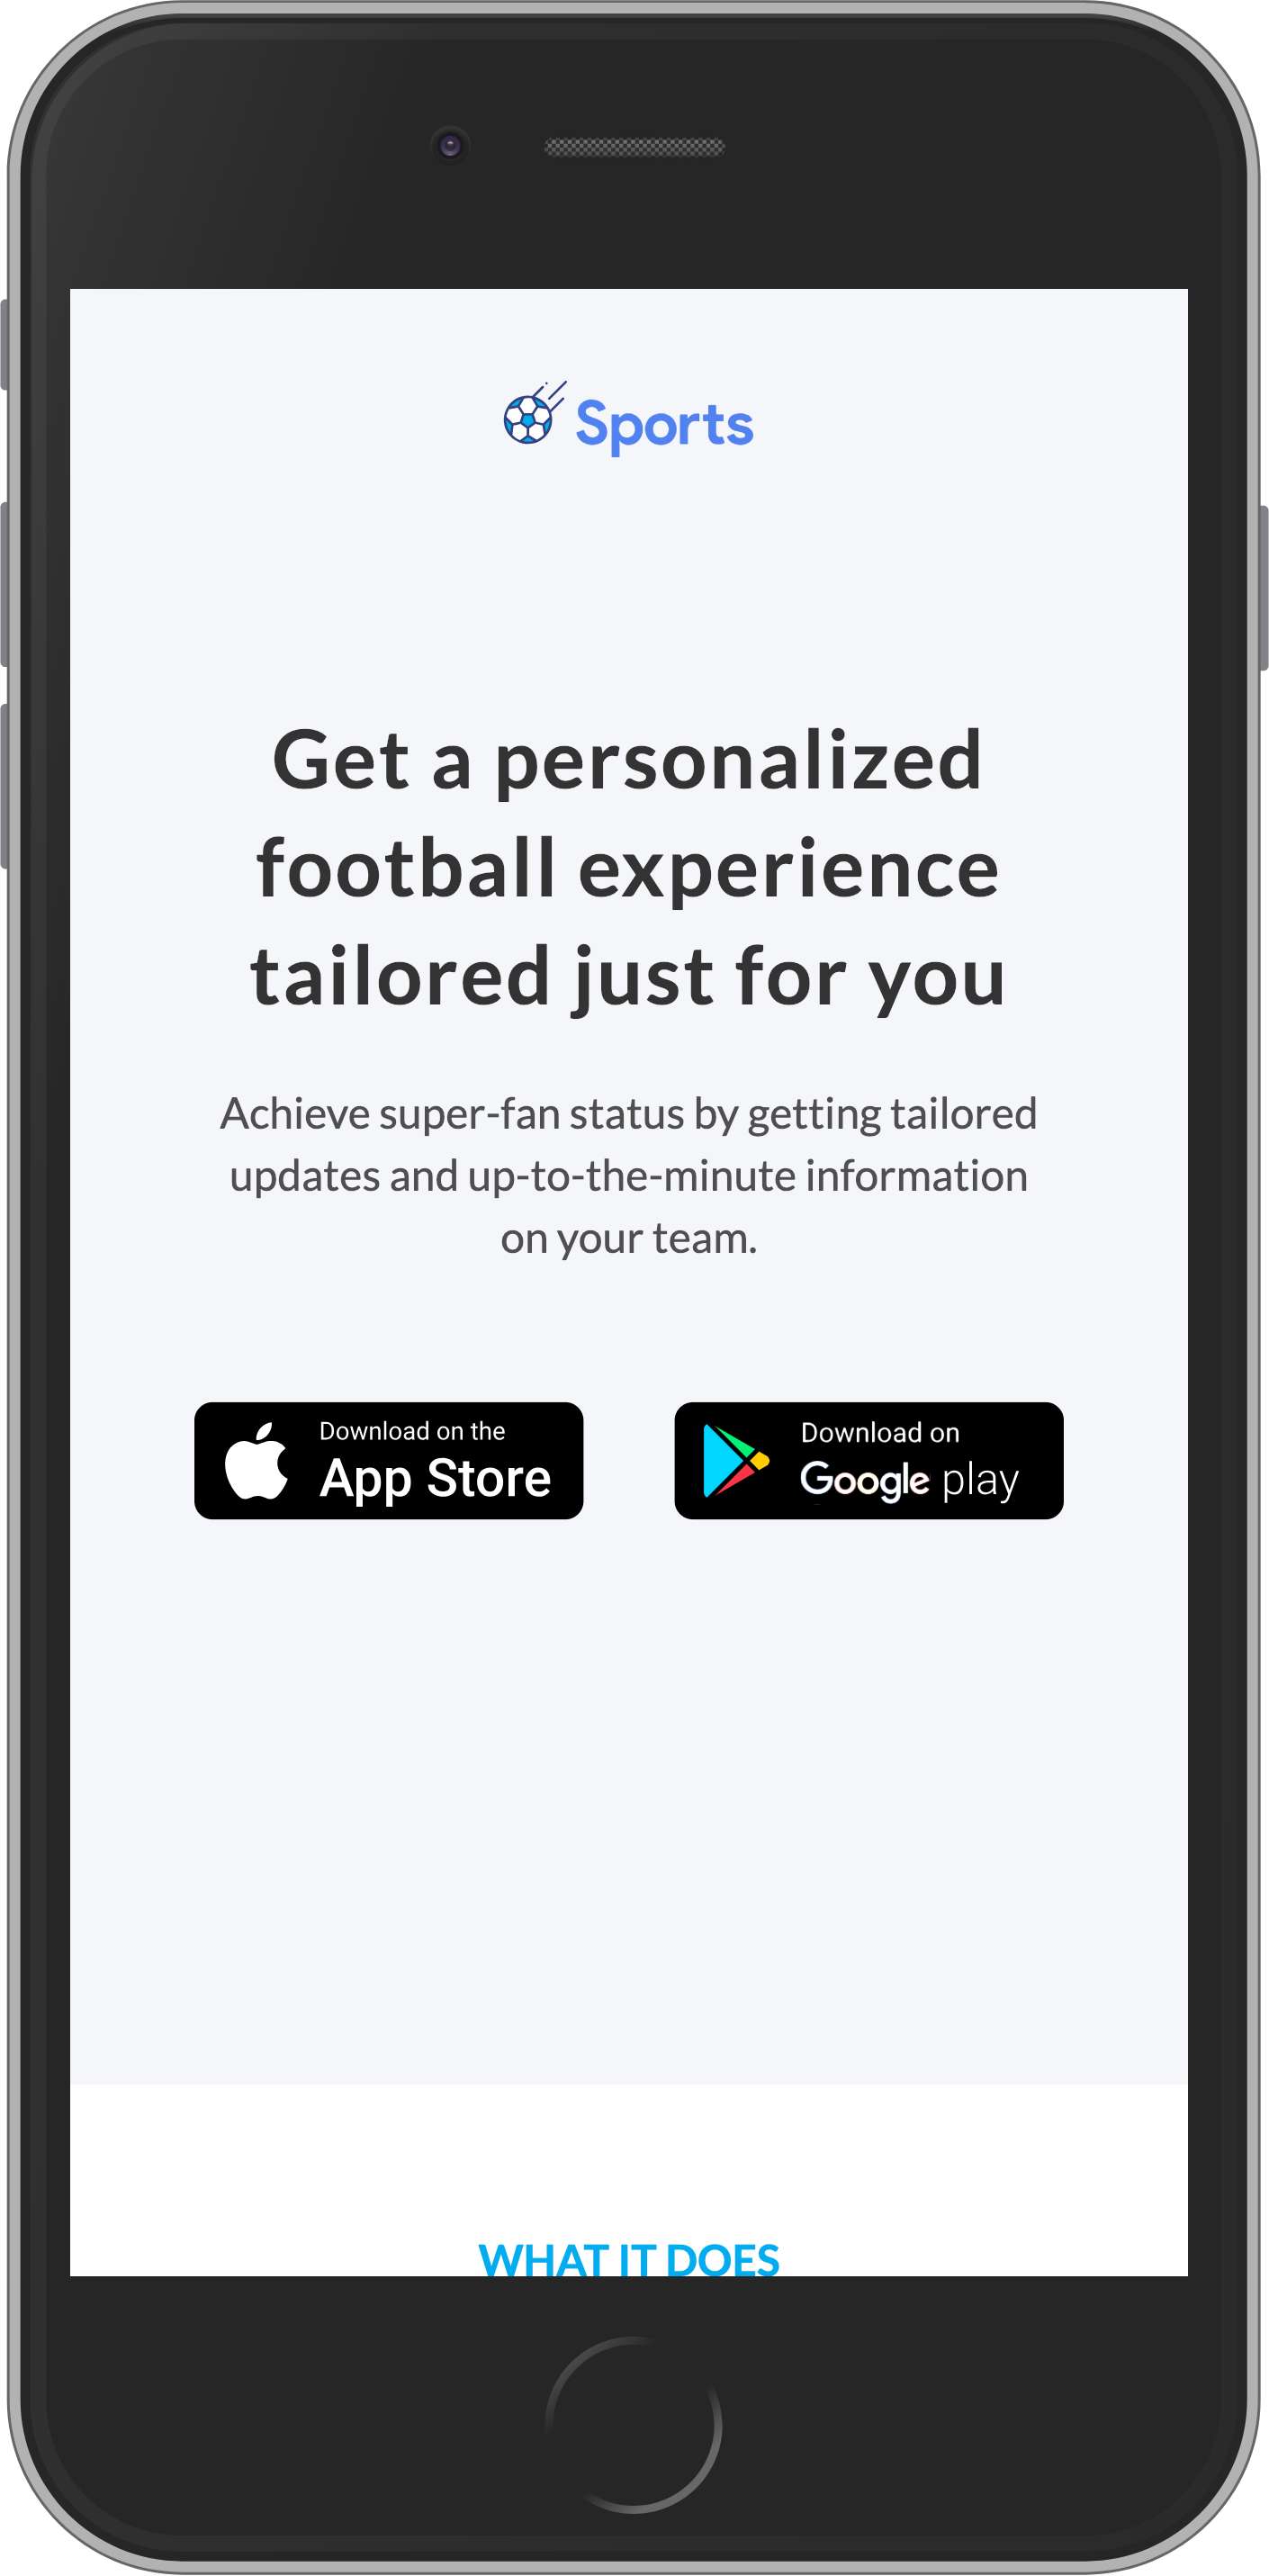 Sports
Get a personalized
football experience
tailored just for you
Achieve super-fan status by getting tailored
updates and up-to-the-minute information
on your team.
Download on the
App Store
Download on
Google play
WHAT IT DOES